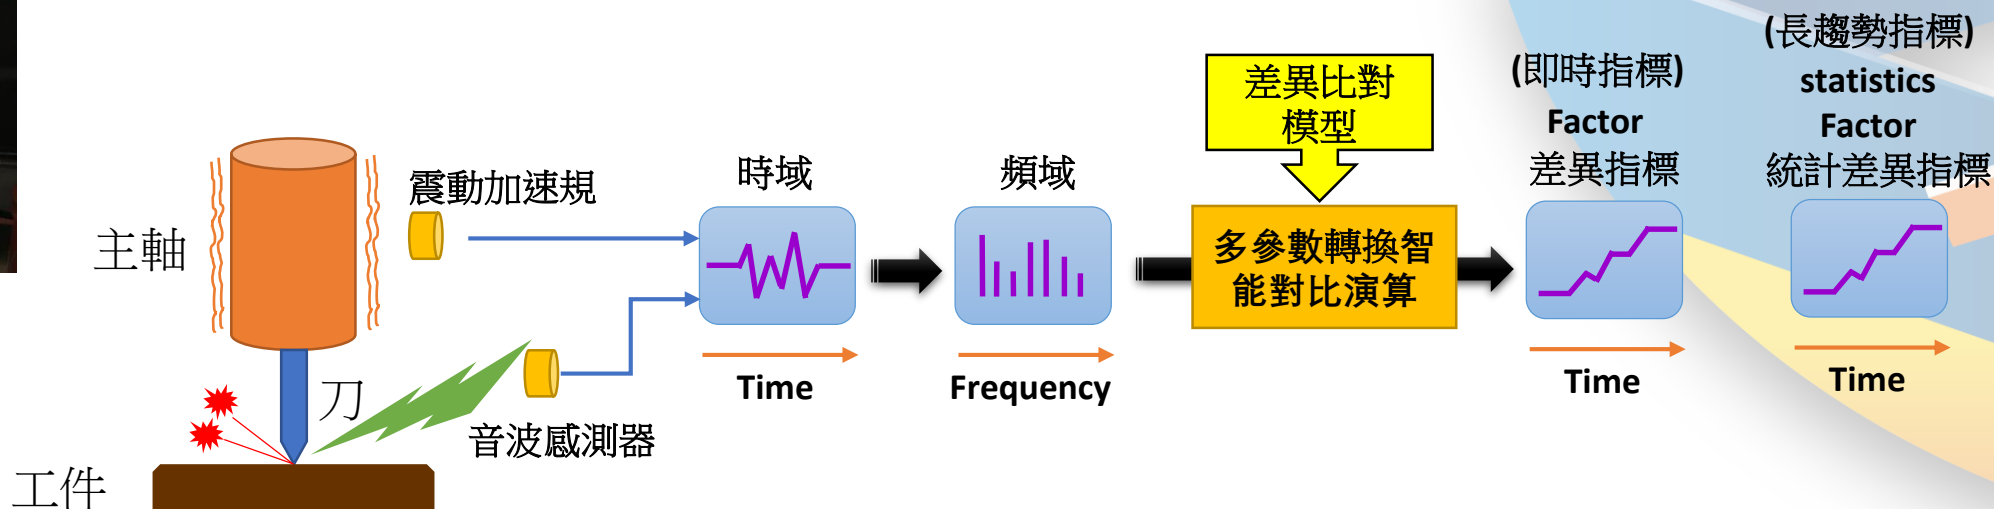 主軸
刀
工件
震動加速規
音波感測器
時域
Time
頻域
Frequency
差異比對
模型
多參數轉換智
能對比演算
(即時指標)
Factor
差異指標
Time
(長趨勢指標)
statistics
Factor
統計差異指標
Time